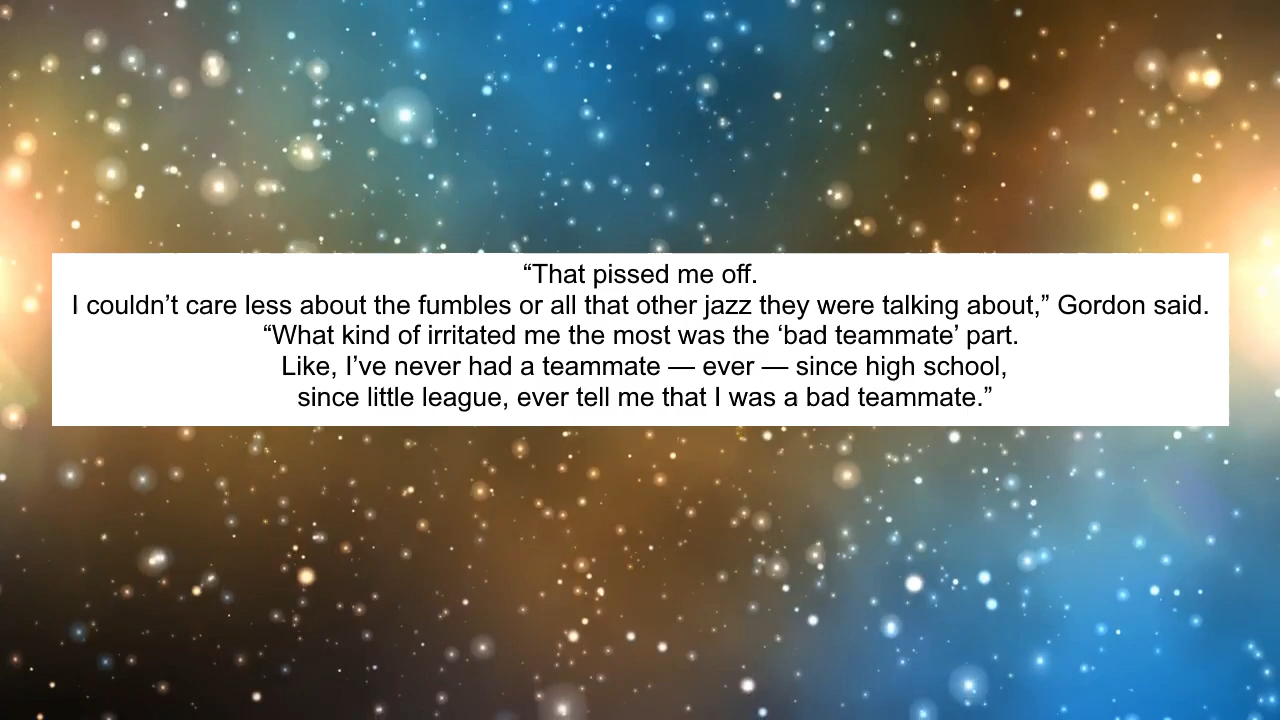 “That pissed me off.
I couldn’t care less about the fumbles or all that other jazz they were talking about,” Gordon said.
“What kind of irritated me the most was the ‘bad teammate’ part.
Like, I’ve never had a teammate — ever — since high school,
since little league, ever tell me that I was a bad teammate.”